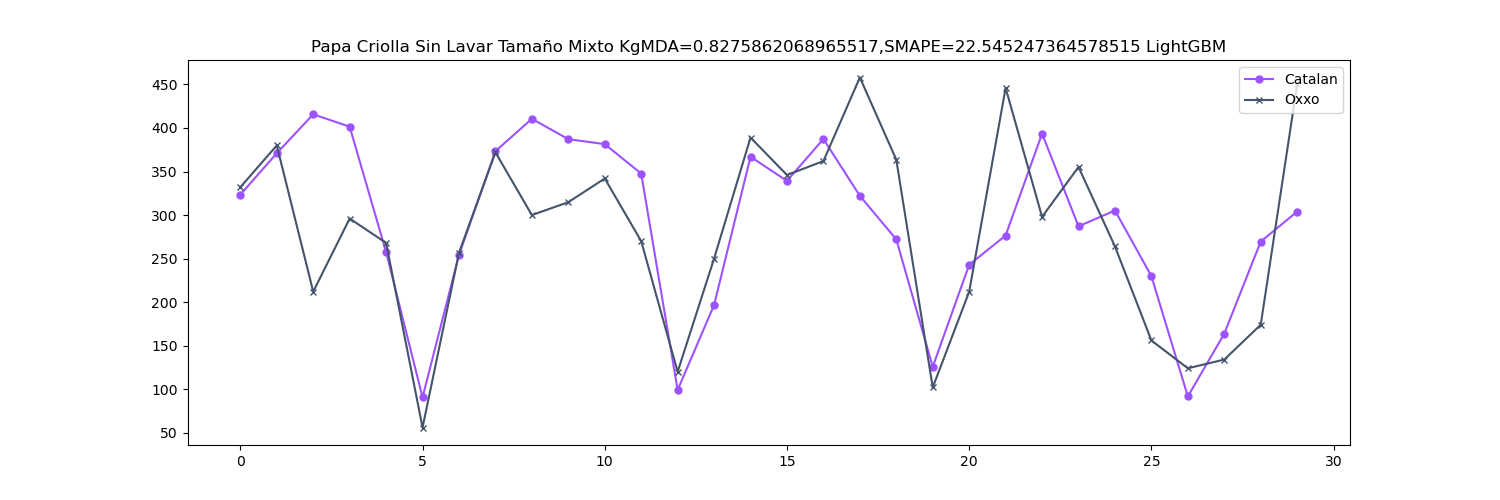 Papa Criolla Sin Lavar Tamaño Mixto KgMDA=0.8275862068965517,SMAPE=22.545247364578515 LightGBM
Catalan
Oxxo
450
400
350
300
250
200
150
100
50
0 5 10 15 20 25 30